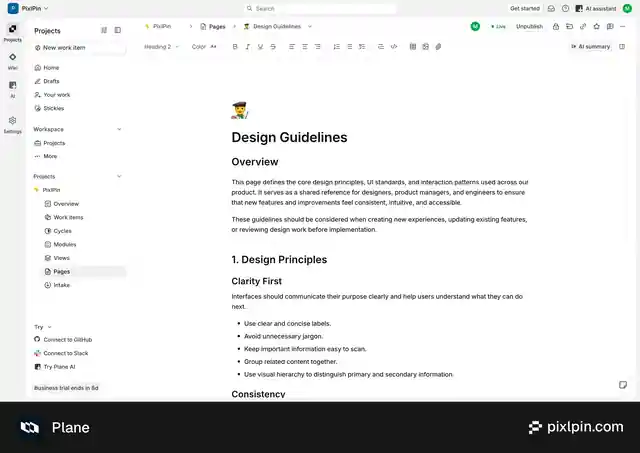 PixlPin
Search
Get started
AI assistant
M
Projects
Wiki
AI
Settings
Projects
New work item
Home
Drafts
Your work
Stickies
Workspace
Projects
More
Projects
PixlPin
Overview
Work items
Cycles
Modules
Views
Pages
Intake
Try
Connect to GitHub
Connect to Slack
Try Plane AI
Business trial ends in 8d
PixlPin > Pages > Design Guidelines
M
Live
Unpublish
Heading 2
Color Aa
B I U S
AI summary
Design Guidelines
Overview
This page defines the core design principles, UI standards, and interaction patterns used across our
product. It serves as a shared reference for designers, product managers, and engineers to ensure
that new features and improvements feel consistent, intuitive, and accessible.
These guidelines should be considered when creating new experiences, updating existing features,
or reviewing design work before implementation.
1. Design Principles
Clarity First
Interfaces should communicate their purpose clearly and help users understand what they can do
next.
• Use clear and concise labels.
• Avoid unnecessary jargon.
• Keep important information easy to scan.
• Group related content together.
• Use visual hierarchy to distinguish primary and secondary information
Consistency
Plane
pixlpin.com